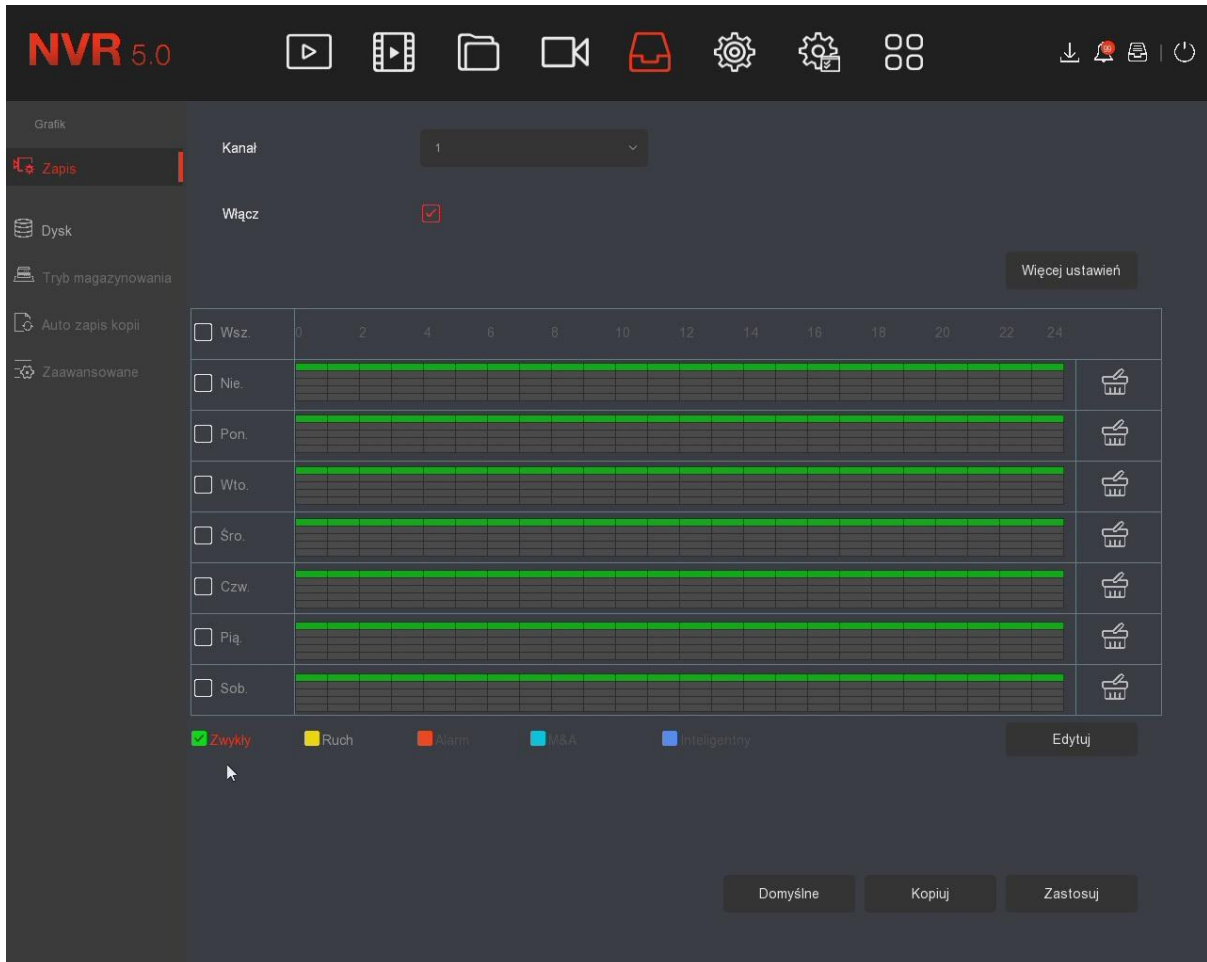 NVR 5.0
Grafik
Zapis
Dysk
Tryb magazynowania
Auto zapis kopii
Zaawansowane
Kanał 1
Włącz
Więcej ustawień
Wsz. 0 2 4 6 8 10 12 14 16 18 20 22 24
Nie.
Pon.
Wto.
Śro.
Czw.
Pią.
Sob.
Zwykły Ruch Alarm M&A Inteligentny
Edytuj
Domyślne Kopiuj Zastosuj